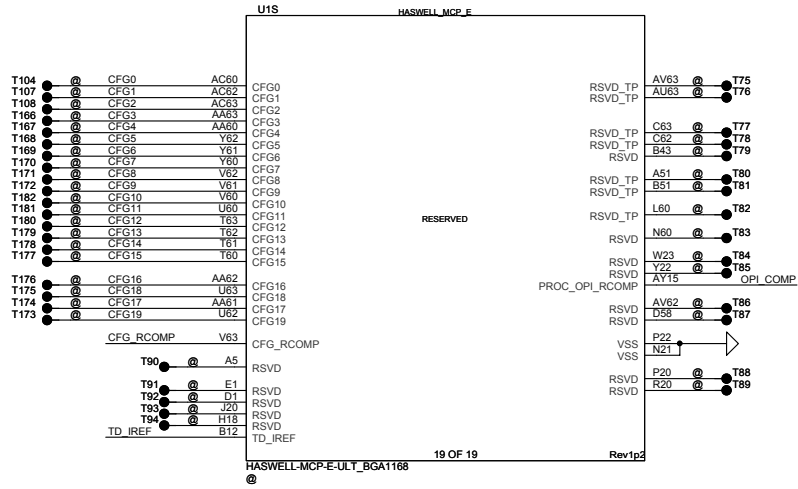 U1S HASWELL_MCP_E
T104 @ CFG0 AC60 CFG0 RSVD_TP AV63 @ T75
T107 @ CFG1 AC62 CFG1 RSVD_TP AU63 @ T76
T108 @ CFG2 AC63 CFG2
T166 @ CFG3 AA63 CFG3
T167 @ CFG4 AA60 CFG4 RSVD_TP C63 @ T77
T168 @ CFG5 Y62 CFG5 RSVD_TP C62 @ T78
T169 @ CFG6 Y61 CFG6 RSVD B43 @ T79
T170 @ CFG7 Y60 CFG7
T171 @ CFG8 V62 CFG8 RSVD_TP A51 @ T80
T172 @ CFG9 V61 CFG9 RSVD_TP B51 @ T81
T182 @ CFG10 V60 CFG10
T181 @ CFG11 U60 CFG11 RSVD_TP L60 @ T82
T180 @ CFG12 T63 CFG12 RESERVED
T179 @ CFG13 T62 CFG13 RSVD N60 @ T83
T178 @ CFG14 T61 CFG14
T177 @ CFG15 T60 CFG15 RSVD W23 @ T84
RSVD Y22 @ T85
T176 @ CFG16 AA62 CFG16 PROC_OPI_RCOMP AY15 OPI_COMP
T175 @ CFG18 U63 CFG18
T174 @ CFG17 AA61 CFG17 RSVD AV62 @ T86
T173 @ CFG19 U62 CFG19 RSVD D58 @ T87
CFG_RCOMP V63 CFG_RCOMP VSS P22
VSS N21
T90 @ A5 RSVD
RSVD P20 @ T88
T91 @ E1 RSVD RSVD R20 @ T89
T92 @ D1 RSVD
T93 @ J20 RSVD
T94 @ H18 RSVD
TD_IREF B12 TD_IREF
19 OF 19 Rev1p2
HASWELL-MCP-E-ULT_BGA1168
@